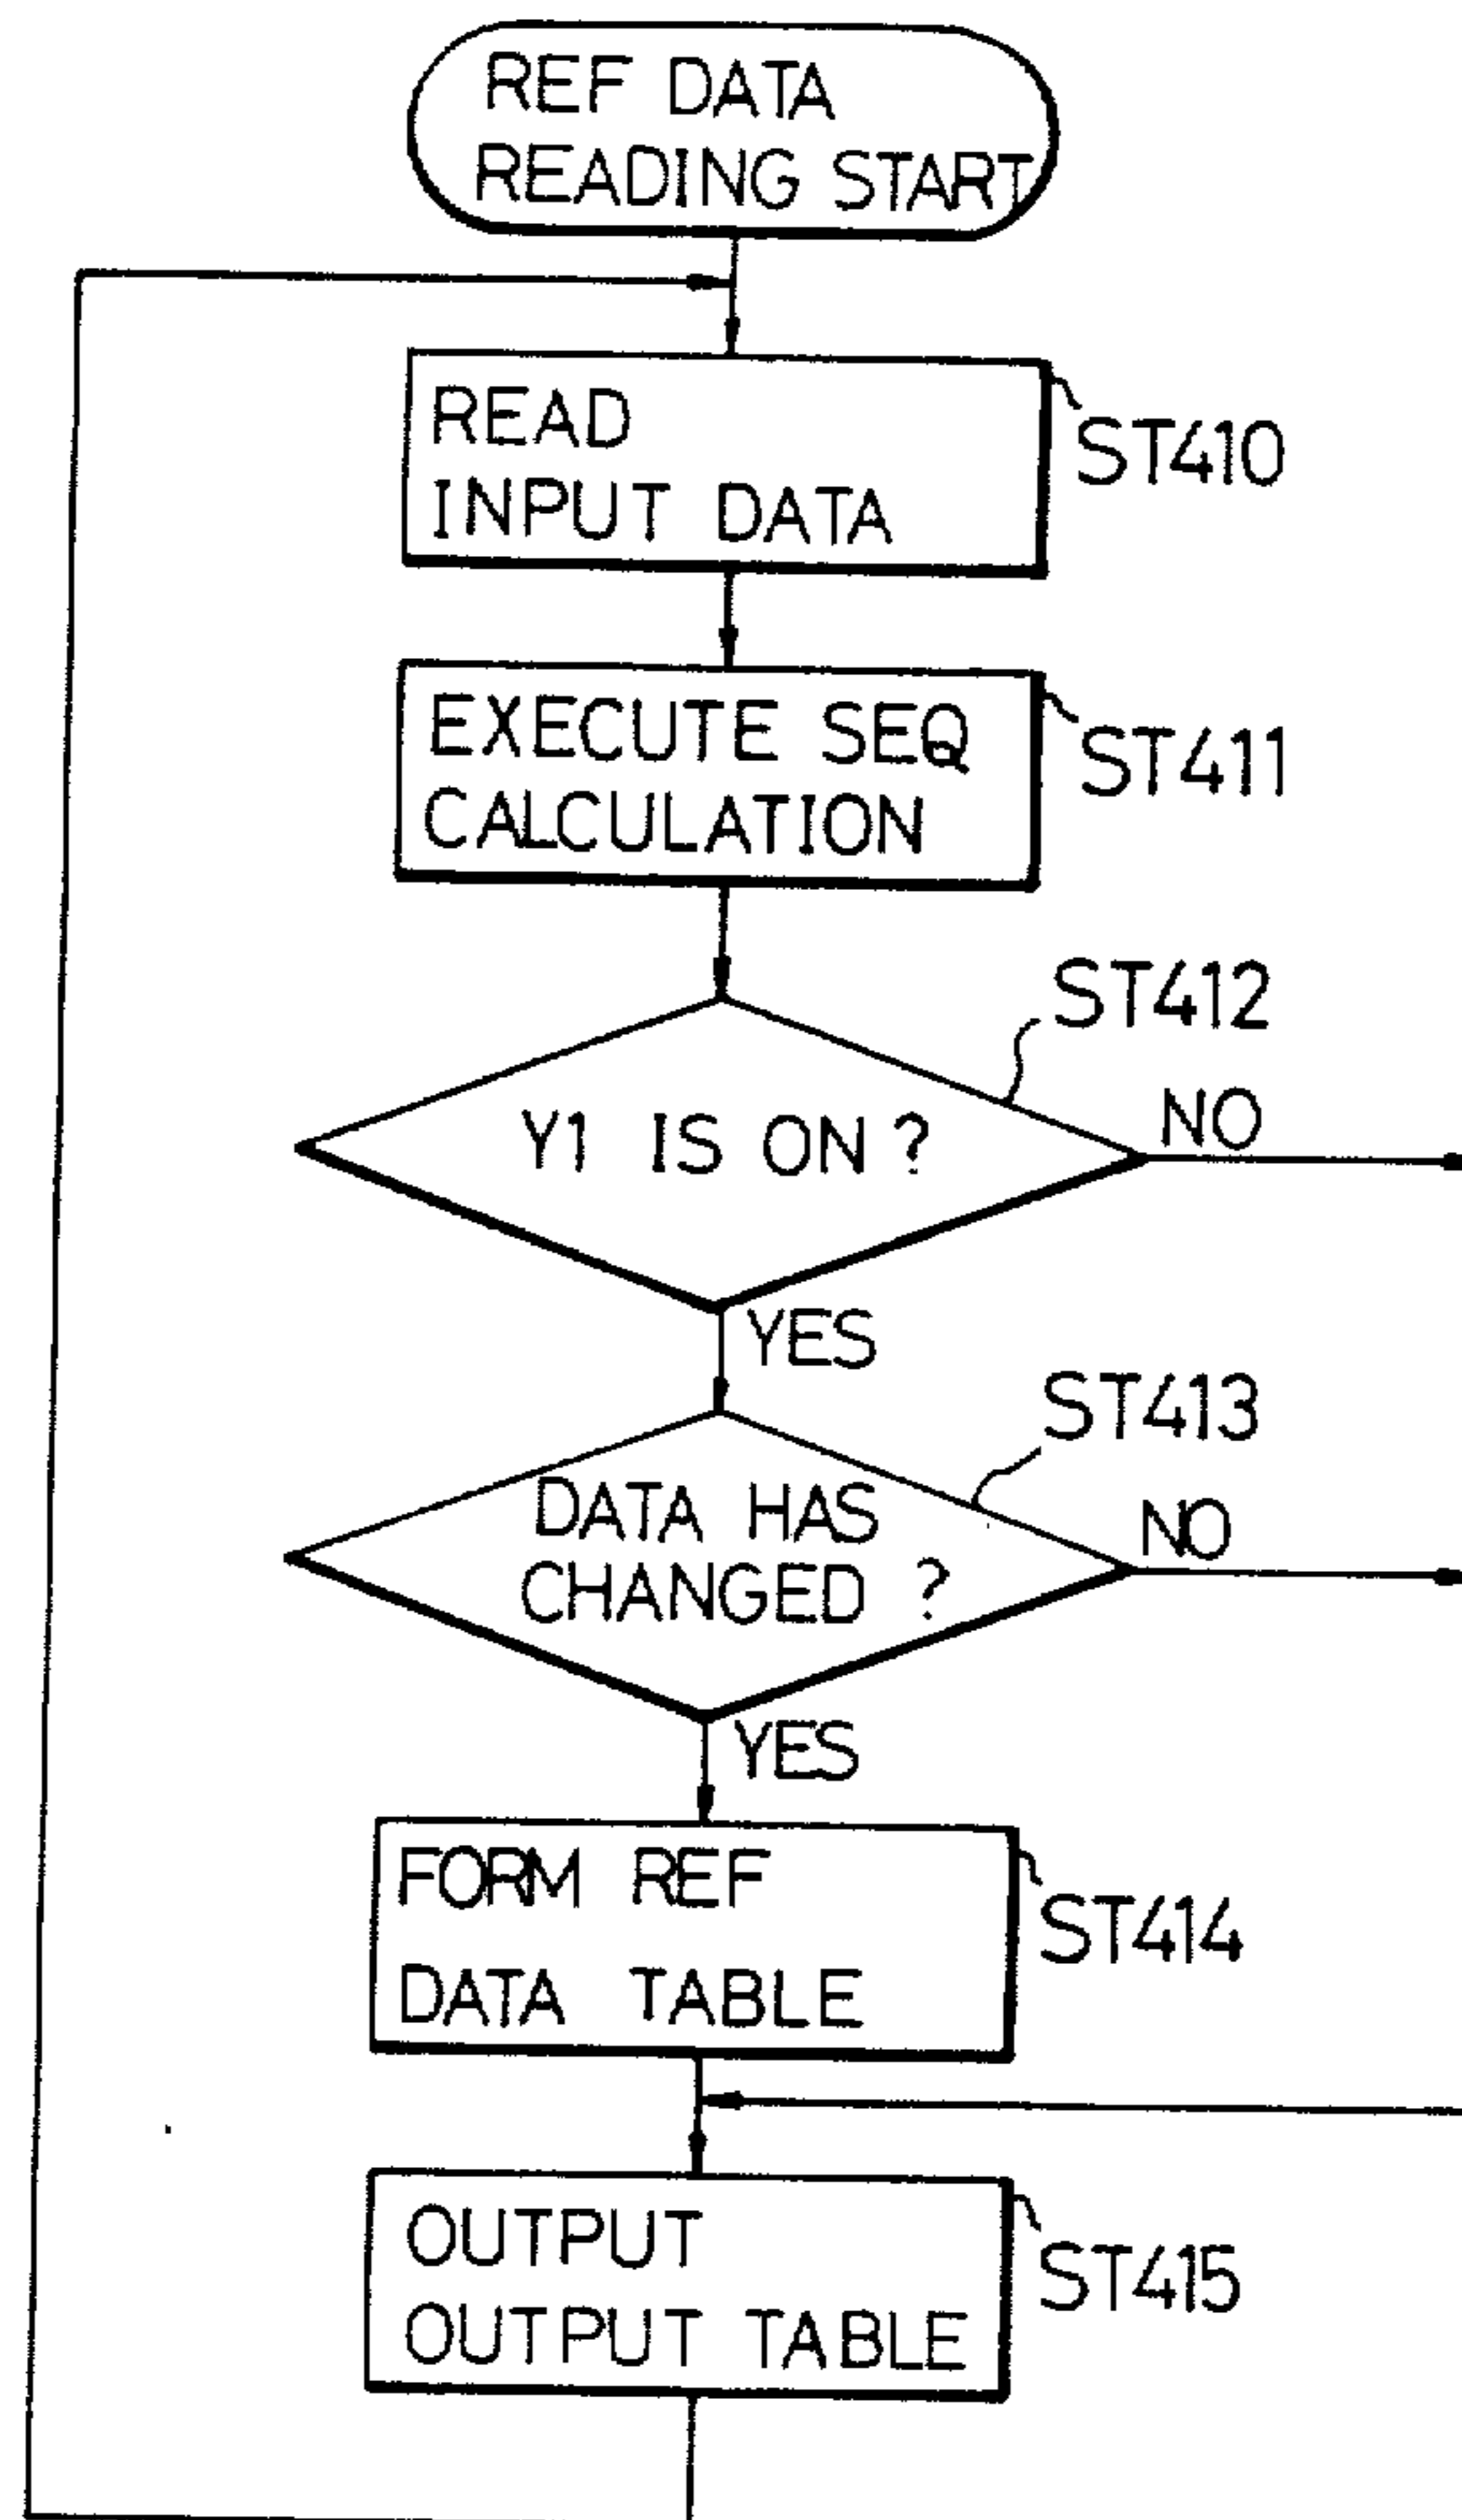 REF DATA
READING START
READ
INPUT DATA
ST410
EXECUTE SEQ
CALCULATION
ST411
ST412
Y1 IS ON ?
NO
YES
ST413
DATA HAS
CHANGED ?
NO
YES
FORM REF
DATA TABLE
ST414
OUTPUT
OUTPUT TABLE
ST415